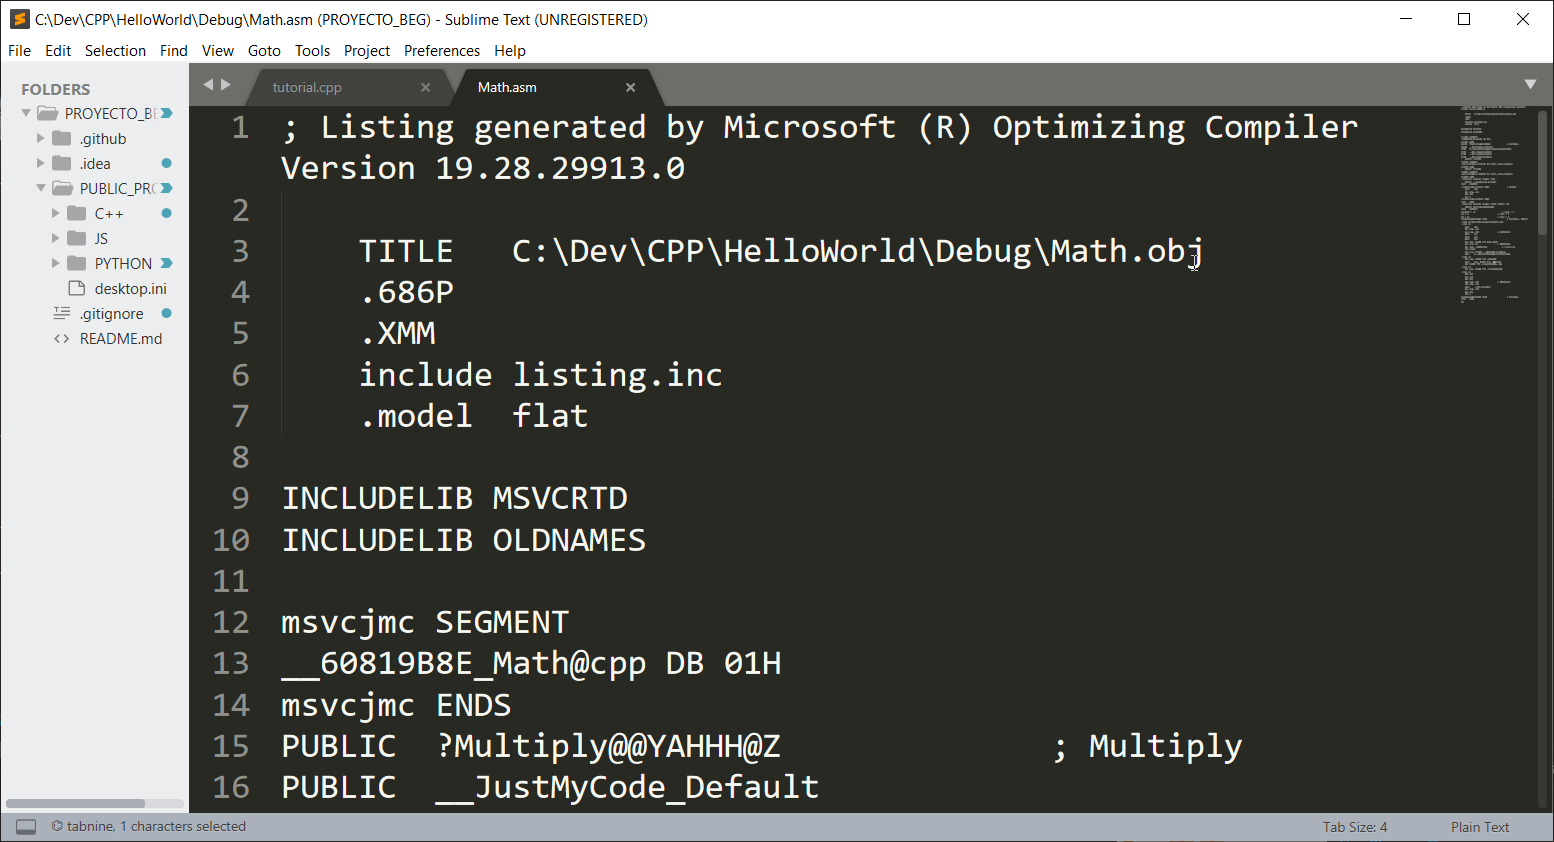 C:\Dev\CPP\HelloWorld\Debug\Math.asm (PROYECTO_BEG) - Sublime Text (UNREGISTERED)
File Edit Selection Find View Goto Tools Project Preferences Help
FOLDERS
PROYECTO_BE
.github
.idea
PUBLIC_PRO
C++
JS
PYTHON
desktop.ini
.gitignore
README.md
tutorial.cpp
Math.asm
1 ; Listing generated by Microsoft (R) Optimizing Compiler
Version 19.28.29913.0
2
3 TITLE C:\Dev\CPP\HelloWorld\Debug\Math.obj
4 .686P
5 .XMM
6 include listing.inc
7 .model flat
8
9 INCLUDELIB MSVCRTD
10 INCLUDELIB OLDNAMES
11
12 msvcjmc SEGMENT
13 __60819B8E_Math@cpp DB 01H
14 msvcjmc ENDS
15 PUBLIC ?Multiply@@YAHHH@Z ; Multiply
16 PUBLIC __JustMyCode_Default
tabnine, 1 characters selected
Tab Size: 4
Plain Text